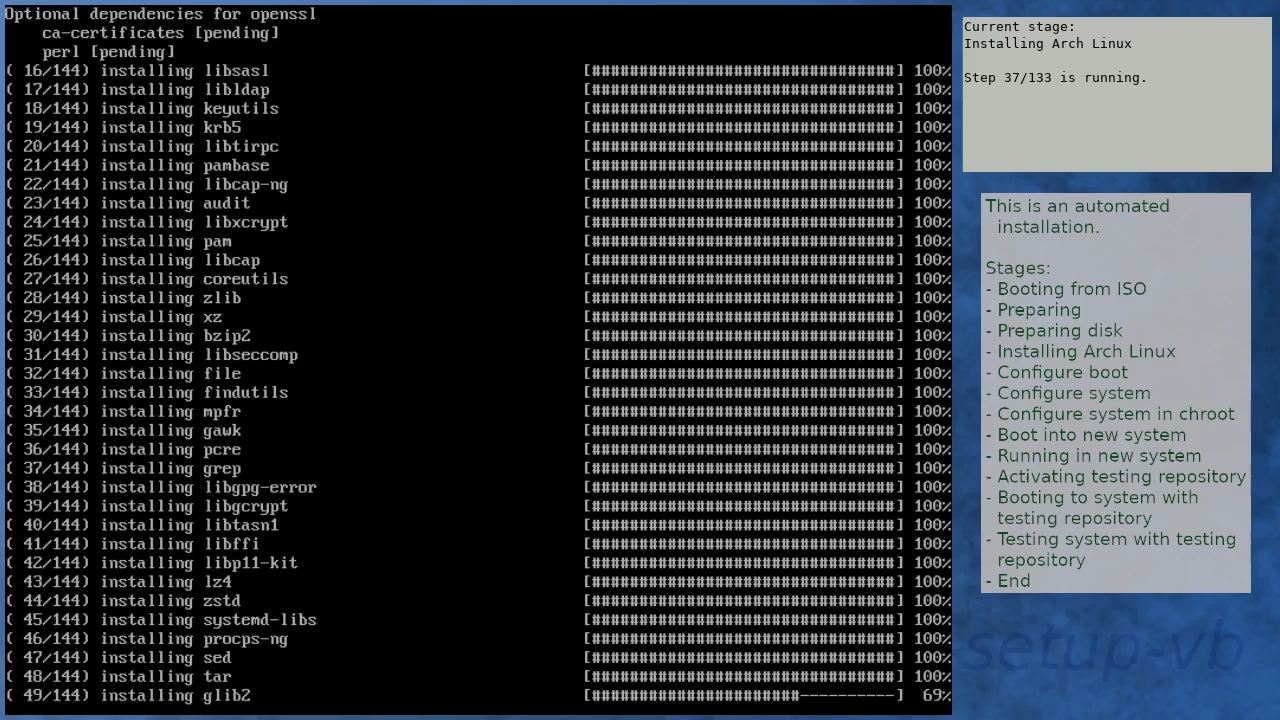 Optional dependencies for openssl
    ca-certificates [pending]
    perl [pending]
( 16/144) installing libsasl [################################] 100%
( 17/144) installing libldap [################################] 100%
( 18/144) installing keyutils [################################] 100%
( 19/144) installing krb5 [################################] 100%
( 20/144) installing libtirpc [################################] 100%
( 21/144) installing pambase [################################] 100%
( 22/144) installing libcap-ng [################################] 100%
( 23/144) installing audit [################################] 100%
( 24/144) installing libxcrypt [################################] 100%
( 25/144) installing pam [################################] 100%
( 26/144) installing libcap [################################] 100%
( 27/144) installing coreutils [################################] 100%
( 28/144) installing zlib [################################] 100%
( 29/144) installing xz [################################] 100%
( 30/144) installing bzip2 [################################] 100%
( 31/144) installing libseccomp [################################] 100%
( 32/144) installing file [################################] 100%
( 33/144) installing findutils [################################] 100%
( 34/144) installing mpfr [################################] 100%
( 35/144) installing gawk [################################] 100%
( 36/144) installing pcre [################################] 100%
( 37/144) installing grep [################################] 100%
( 38/144) installing libgpg-error [################################] 100%
( 39/144) installing libgcrypt [################################] 100%
( 40/144) installing libtasn1 [################################] 100%
( 41/144) installing libffi [################################] 100%
( 42/144) installing libp11-kit [################################] 100%
( 43/144) installing lz4 [################################] 100%
( 44/144) installing zstd [################################] 100%
( 45/144) installing systemd-libs [################################] 100%
( 46/144) installing procps-ng [################################] 100%
( 47/144) installing sed [################################] 100%
( 48/144) installing tar [################################] 100%
( 49/144) installing glib2 [######################----------] 69%
Current stage:
Installing Arch Linux
Step 37/133 is running.
This is an automated
installation.
Stages:
- Booting from ISO
- Preparing
- Preparing disk
- Installing Arch Linux
- Configure boot
- Configure system
- Configure system in chroot
- Boot into new system
- Running in new system
- Activating testing repository
- Booting to system with
testing repository
- Testing system with testing
repository
- End
setup-vb